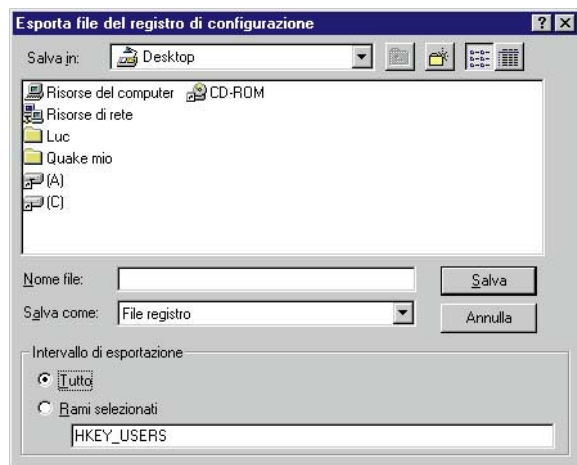 Esporta file del registro di configurazione
Salva in: Desktop
Risorse del computer CD-ROM
Risorse di rete
Luc
Quake mio
(A)
(C)
Nome file: Salva
Salva come: File registro Annulla
Intervallo di esportazione
Tutto
Rami selezionati
HKEY_USERS